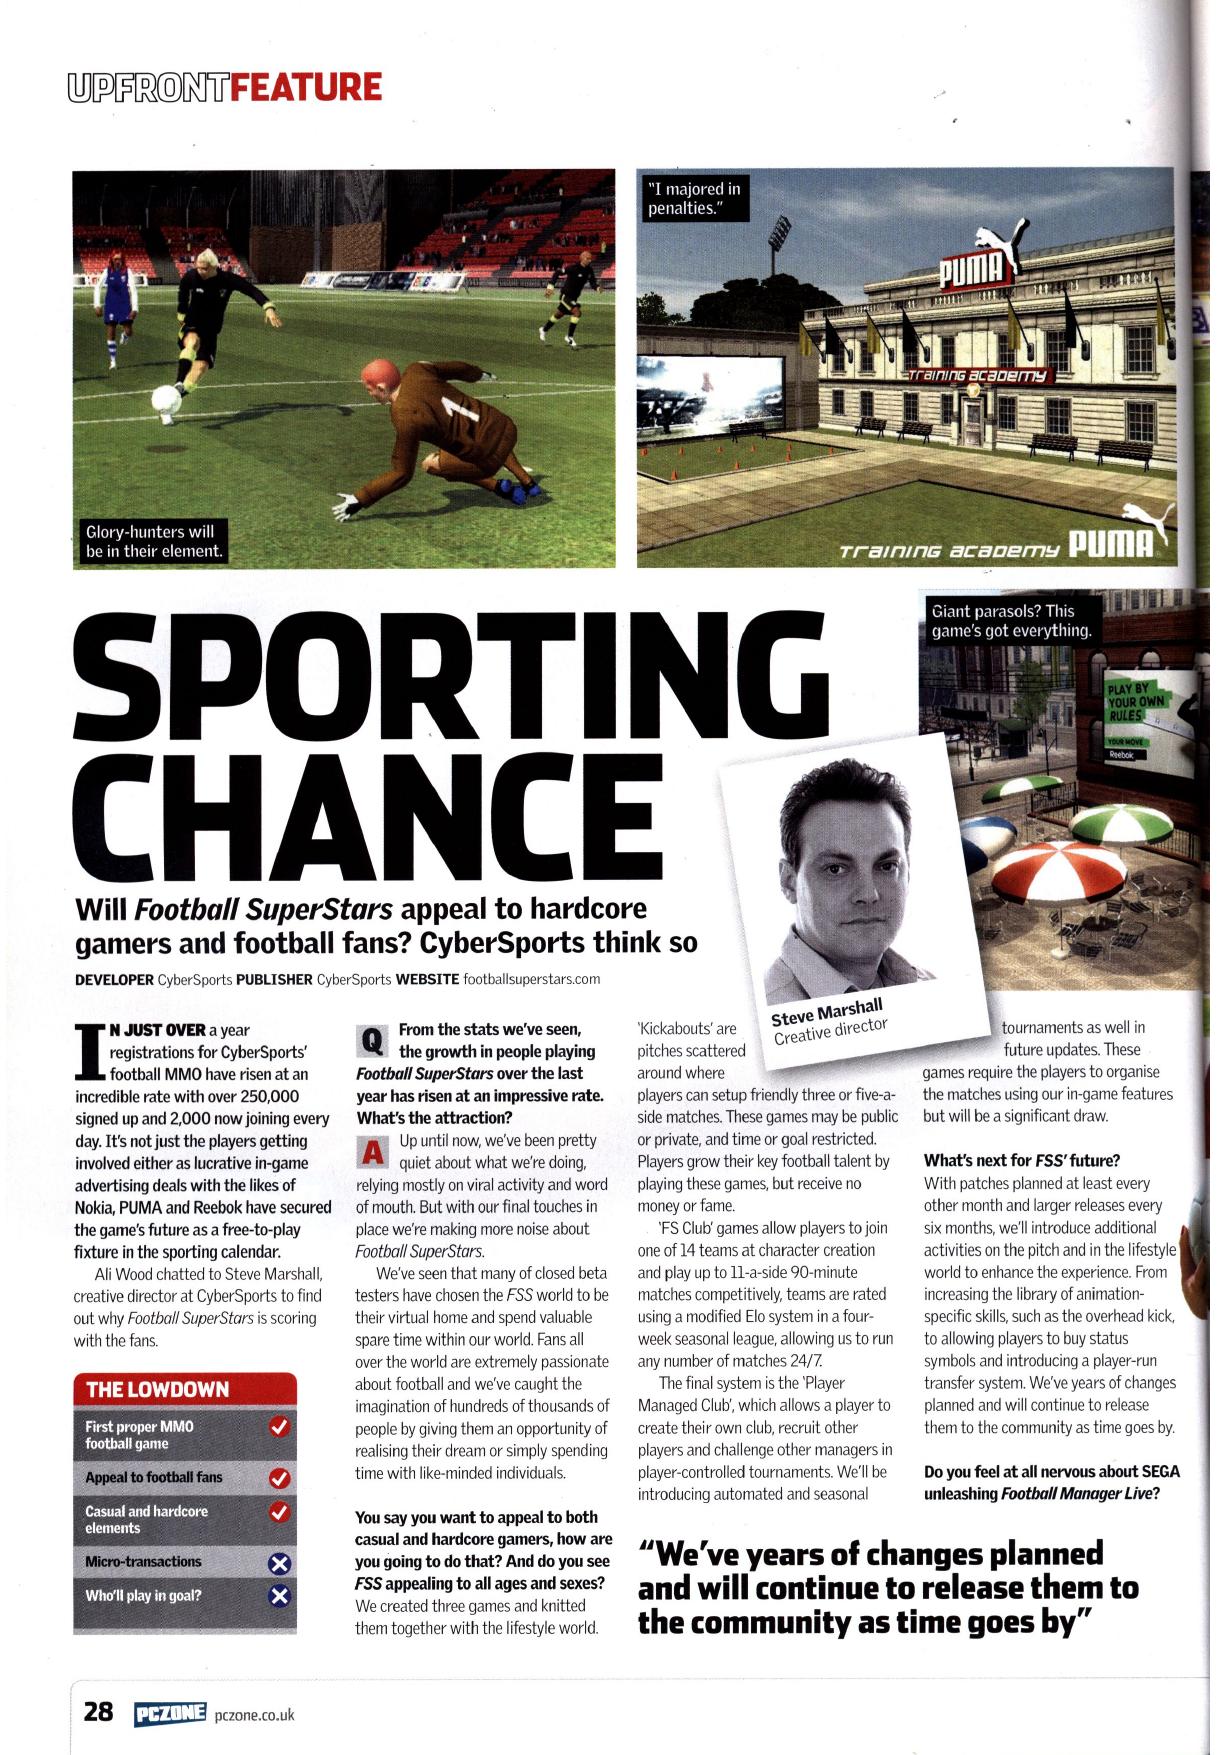 UPFRONTFEATURE
1
Glory-hunters will
be in their element.
"I majored in
penalties."
PUMA
TRAINING ACADEMY
TRAINING ACADEMY PUMA
SPORTING
CHANCE
Giant parasols? This
game's got everything.
PLAY BY
YOUR OWN
RULES
YOUR MOVE
Reebok
Will Football SuperStars appeal to hardcore
gamers and football fans? CyberSports think so
DEVELOPER CyberSports PUBLISHER CyberSports WEBSITE footballsuperstars.com
Steve Marshall
Creative director
IN JUST OVER a year
registrations for CyberSports'
football MMO have risen at an
incredible rate with over 250,000
signed up and 2,000 now joining every
day. It's not just the players getting
involved either as lucrative in-game
advertising deals with the likes of
Nokia, PUMA and Reebok have secured
the game's future as a free-to-play
fixture in the sporting calendar.
Ali Wood chatted to Steve Marshall,
creative director at CyberSports to find
out why Football SuperStars is scoring
with the fans.
THE LOWDOWN
First proper MMO
football game
Appeal to football fans
Casual and hardcore
elements
Micro-transactions
Who'll play in goal?
Q From the stats we've seen,
the growth in people playing
Football SuperStars over the last
year has risen at an impressive rate.
What's the attraction?
A Up until now, we've been pretty
quiet about what we're doing,
relying mostly on viral activity and word
of mouth. But with our final touches in
place we're making more noise about
Football SuperStars.
We've seen that many of closed beta
testers have chosen the FSS world to be
their virtual home and spend valuable
spare time within our world. Fans all
over the world are extremely passionate
about football and we've caught the
imagination of hundreds of thousands of
people by giving them an opportunity of
realising their dream or simply spending
time with like-minded individuals.
You say you want to appeal to both
casual and hardcore gamers, how are
you going to do that? And do you see
FSS appealing to all ages and sexes?
We created three games and knitted
them together with the lifestyle world.
'Kickabouts' are
pitches scattered
around where
players can setup friendly three or five-a-
side matches. These games may be public
or private, and time or goal restricted.
Players grow their key football talent by
playing these games, but receive no
money or fame.
'FS Club' games allow players to join
one of 14 teams at character creation
and play up to 11-a-side 90-minute
matches competitively, teams are rated
using a modified Elo system in a four-
week seasonal league, allowing us to run
any number of matches 24/7.
The final system is the 'Player
Managed Club', which allows a player to
create their own club, recruit other
players and challenge other managers in
player-controlled tournaments. We'll be
introducing automated and seasonal
tournaments as well in
future updates. These
games require the players to organise
the matches using our in-game features
but will be a significant draw.
What's next for FSS' future?
With patches planned at least every
other month and larger releases every
six months, we'll introduce additional
activities on the pitch and in the lifestyle
world to enhance the experience. From
increasing the library of animation-
specific skills, such as the overhead kick,
to allowing players to buy status
symbols and introducing a player-run
transfer system. We've years of changes
planned and will continue to release
them to the community as time goes by.
Do you feel at all nervous about SEGA
unleashing Football Manager Live?
"We've years of changes planned
and will continue to release them to
the community as time goes by"
28 PCZONE pczone.co.uk